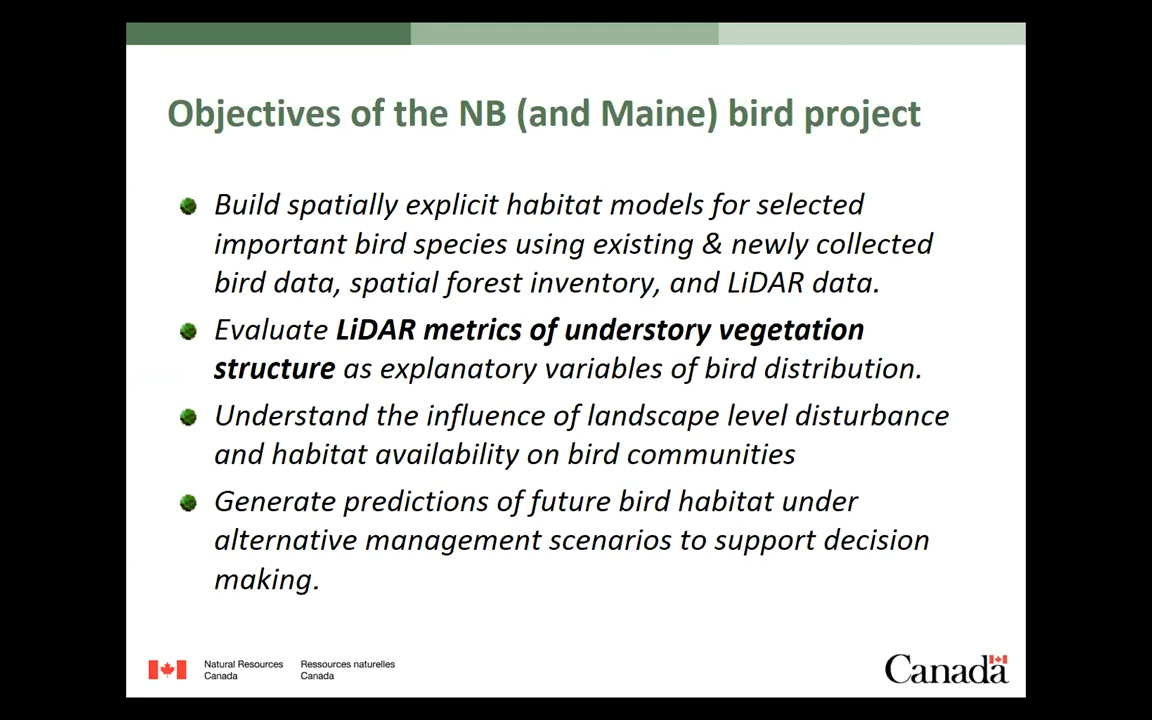 Objectives of the NB (and Maine) bird project
Build spatially explicit habitat models for selected
important bird species using existing & newly collected
bird data, spatial forest inventory, and LiDAR data.
Evaluate LiDAR metrics of understory vegetation
structure as explanatory variables of bird distribution.
Understand the influence of landscape level disturbance
and habitat availability on bird communities
Generate predictions of future bird habitat under
alternative management scenarios to support decision
making.
Natural Resources
Canada
Ressources naturelles
Canada
Canada